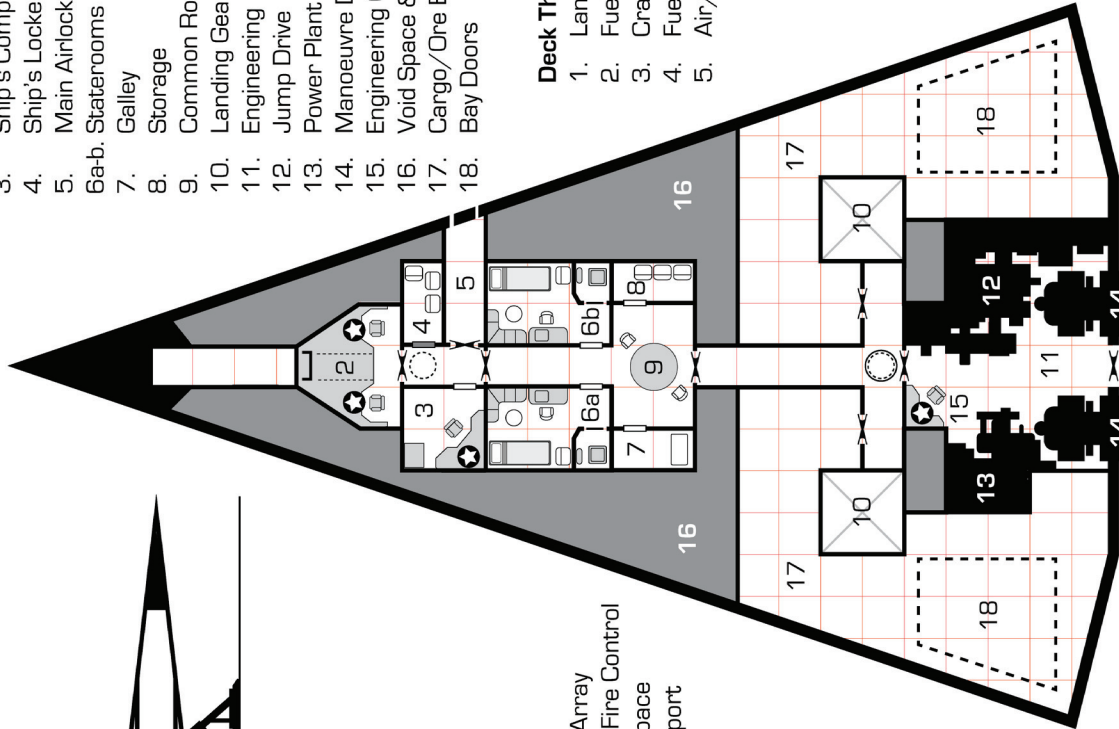 3. Ship's Comp
4. Ship's Locke
5. Main Airlock
6a-b. Staterooms
7. Galley
8. Storage
9. Common Ro
10. Landing Gea
11. Engineering
12. Jump Drive
13. Power Plant
14. Manoeuvre D
15. Engineering
16. Void Space &
17. Cargo/Ore B
18. Bay Doors
Deck Th
1. Lan
2. Fue
3. Cra
4. Fue
5. Air/
Array
Fire Control
pace
port
2
3
4
5
6a
6b
7
8
9
16
16
17
17
10
10
12
13
11
15
14
14
18
18